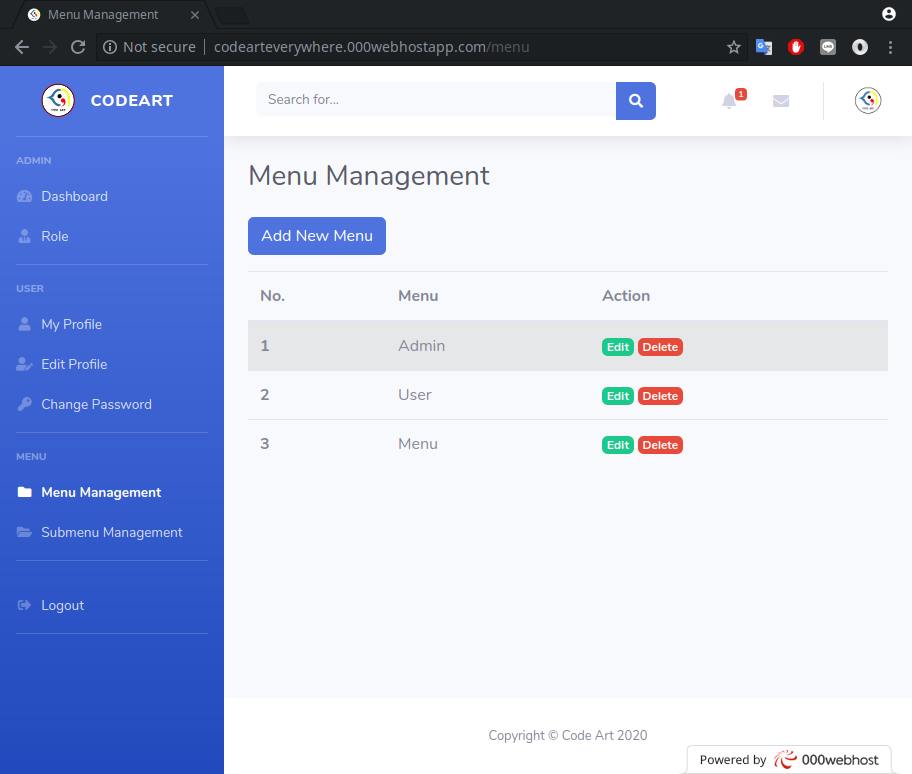 Menu Management
Not secure codearteverywhere.000webhostapp.com/menu
CODEART
Search for...
1
ADMIN
Dashboard
Role
USER
My Profile
Edit Profile
Change Password
MENU
Menu Management
Submenu Management
Logout
Menu Management
Add New Menu
No. Menu Action
1 Admin Edit Delete
2 User Edit Delete
3 Menu Edit Delete
Copyright © Code Art 2020
Powered by 000webhost